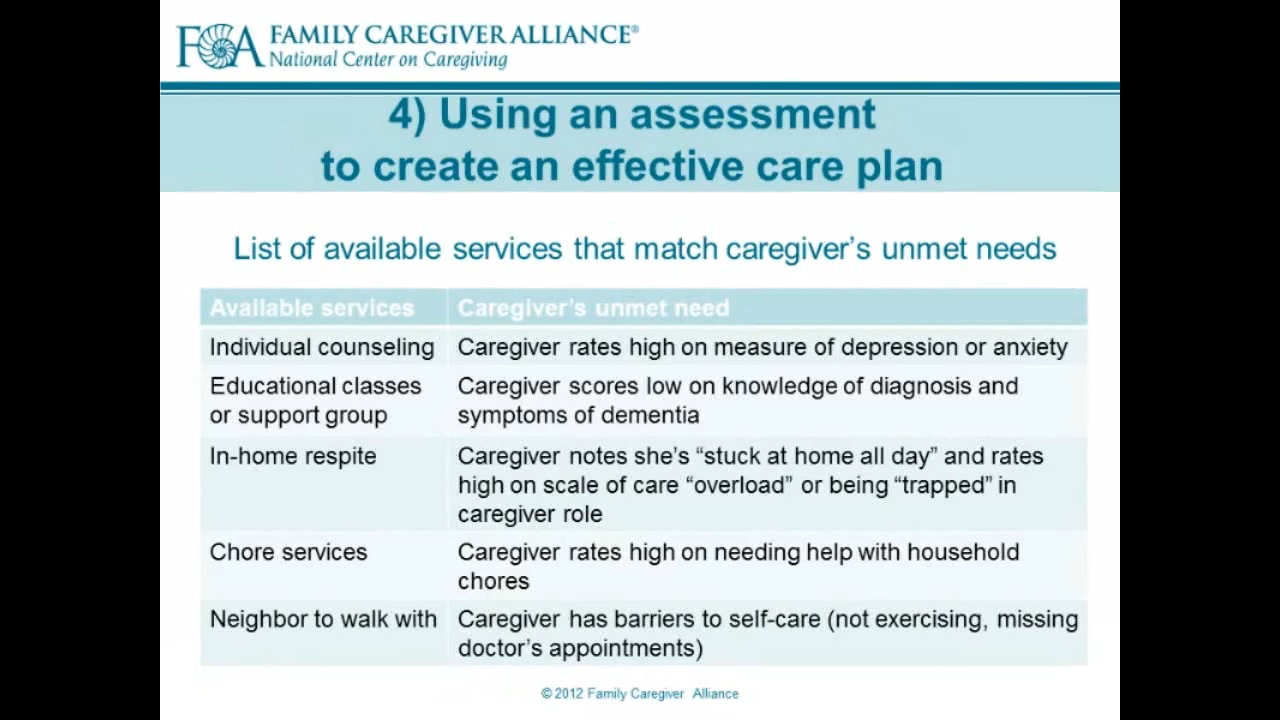 FCA FAMILY CAREGIVER ALLIANCE®
National Center on Caregiving
4) Using an assessment
to create an effective care plan
List of available services that match caregiver’s unmet needs
Available services Caregiver’s unmet need
Individual counseling Caregiver rates high on measure of depression or anxiety
Educational classes Caregiver scores low on knowledge of diagnosis and
or support group symptoms of dementia
In-home respite Caregiver notes she’s “stuck at home all day” and rates
high on scale of care “overload” or being “trapped” in
caregiver role
Chore services Caregiver rates high on needing help with household
chores
Neighbor to walk with Caregiver has barriers to self-care (not exercising, missing
doctor’s appointments)
© 2012 Family Caregiver Alliance